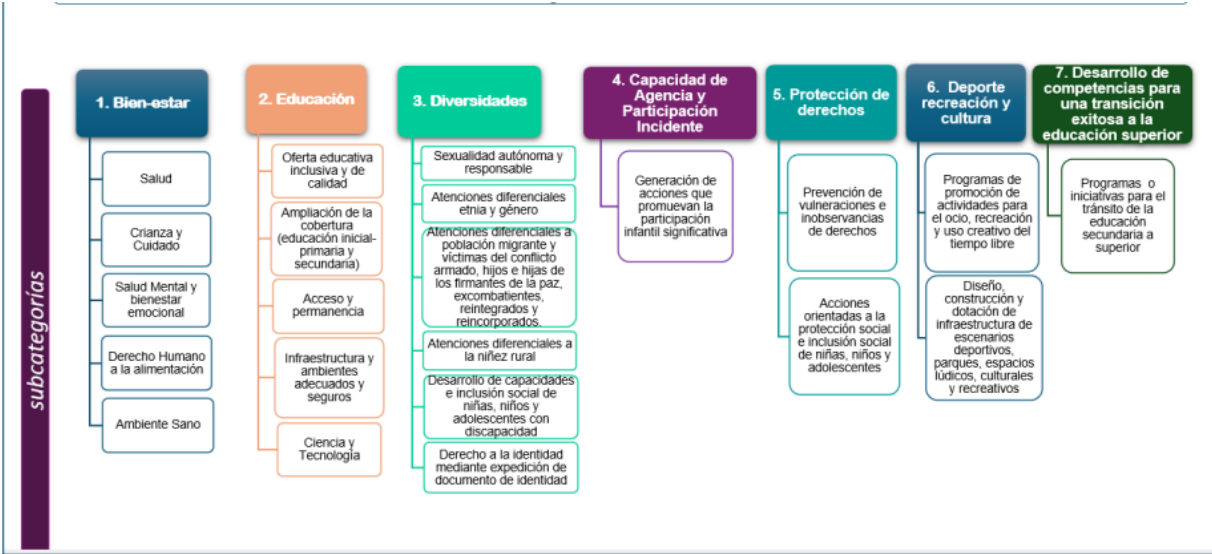 subcategorías
1. Bien-estar
Salud
Crianza y
Cuidado
Salud Mental y
bienestar
emocional
Derecho Humano
a la alimentación
Ambiente Sano
2. Educación
Oferta educativa
inclusiva y de
calidad
Ampliación de la
cobertura
(educación inicial-
primaria y
secundaria)
Acceso y
permanencia
Infraestructura y
ambientes
adecuados y
seguros
Ciencia y
Tecnología
3. Diversidades
Sexualidad autónoma y
responsable
Atenciones diferenciales
etnia y género
Atenciones diferenciales a
población migrante y
víctimas del conflicto
armado, hijos e hijas de
los firmantes de la paz,
excombatientes,
reintegrados y
reincorporados.
Atenciones diferenciales a
la niñez rural
Desarrollo de capacidades
e inclusión social de
niñas, niños y
adolescentes con
discapacidad
Derecho a la identidad
mediante expedición de
documento de identidad
4. Capacidad de
Agencia y
Participación
Incidente
Generación de
acciones que
promuevan la
participación
infantil significativa
5. Protección de
derechos
Prevención de
vulneraciones e
inobservancias
de derechos
Acciones
orientadas a la
protección social
e inclusión social
de niñas, niños y
adolescentes
6. Deporte
recreación y
cultura
Programas de
promoción de
actividades para
el ocio, recreación
y uso creativo del
tiempo libre
Diseño,
construcción y
dotación de
infraestructura de
escenarios
deportivos,
parques, espacios
lúdicos, culturales
y recreativos
7. Desarrollo de
competencias para
una transición
exitosa a la
educación superior
Programas o
iniciativas para el
tránsito de la
educación
secundaria a
superior